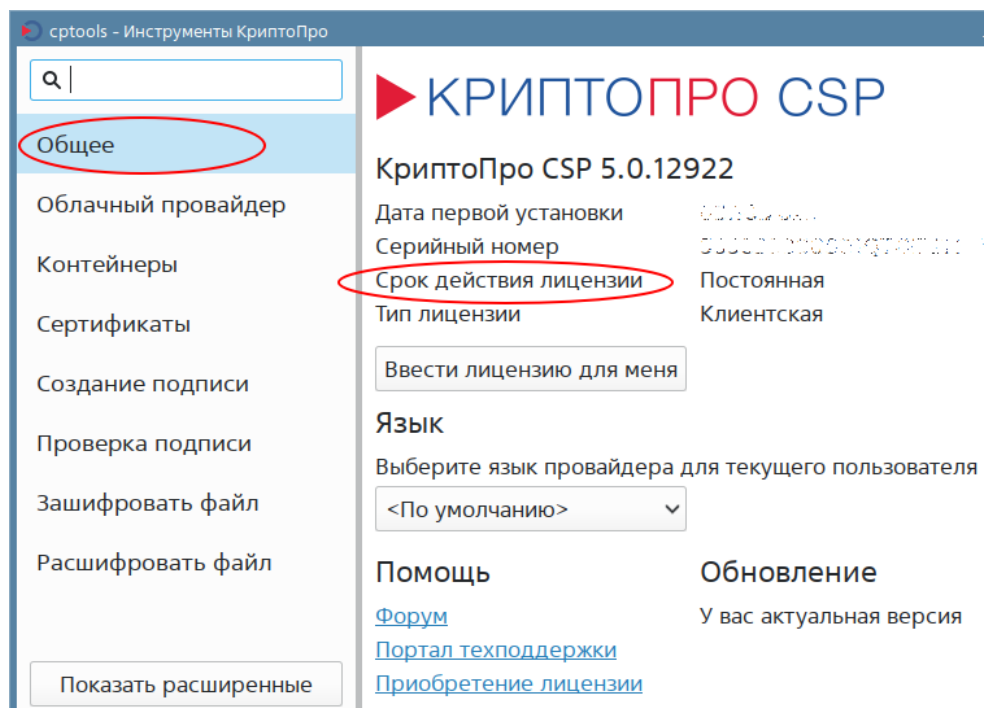 cptools - Инструменты КриптоПро
Общее
Облачный провайдер
Контейнеры
Сертификаты
Создание подписи
Проверка подписи
Зашифровать файл
Расшифровать файл
Показать расширенные
КРИПТОПРО CSP
КриптоПро CSP 5.0.12922
Дата первой установки
Серийный номер
Срок действия лицензии Постоянная
Тип лицензии Клиентская
Ввести лицензию для меня
Язык
Выберите язык провайдера для текущего пользователя
<По умолчанию>
Помощь
Форум
Портал техподдержки
Приобретение лицензии
Обновление
У вас актуальная версия